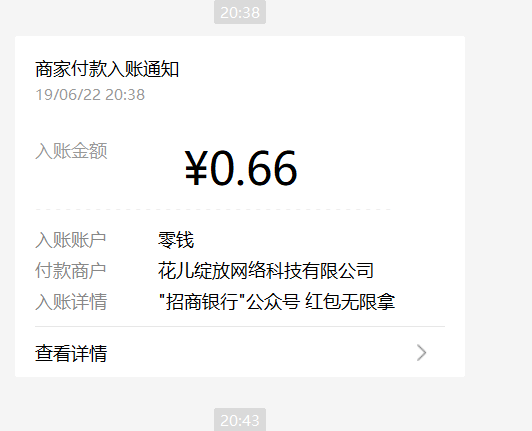 20:38
商家付款入账通知
19/06/22 20:38
入账金额 ¥0.66
入账账户 零钱
付款商户 花儿绽放网络科技有限公司
入账详情 "招商银行"公众号 红包无限拿
查看详情
20:43